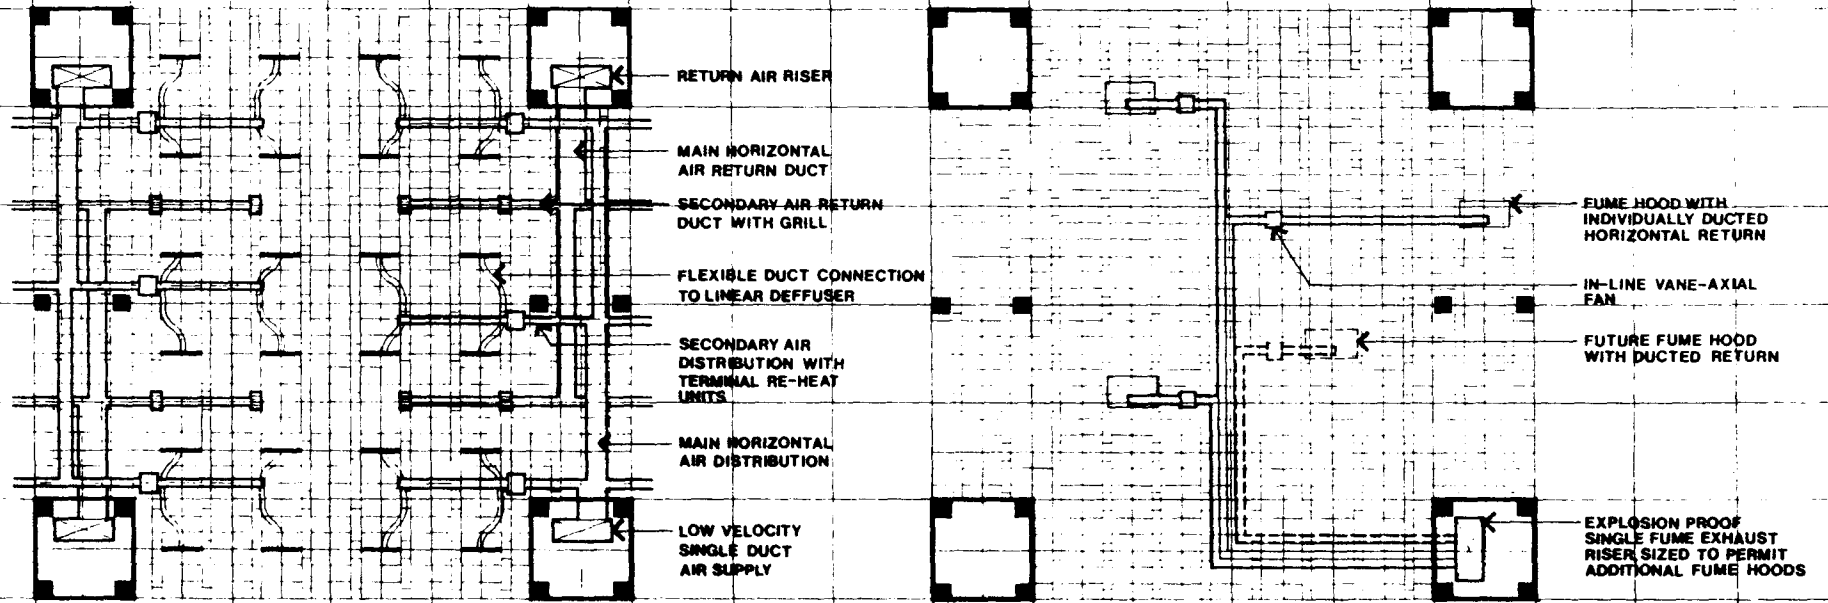 RETURN AIR RISER
MAIN HORIZONTAL
AIR RETURN DUCT
SECONDARY AIR RETURN
DUCT WITH GRILL
FLEXIBLE DUCT CONNECTION
TO LINEAR DEFFUSER
SECONDARY AIR
DISTRIBUTION WITH
TERMINAL RE-HEAT
UNITS
MAIN HORIZONTAL
AIR DISTRIBUTION
LOW VELOCITY
SINGLE DUCT
AIR SUPPLY
FUME HOOD WITH
INDIVIDUALLY DUCTED
HORIZONTAL RETURN
IN-LINE VANE-AXIAL
FAN
FUTURE FUME HOOD
WITH DUCTED RETURN
EXPLOSION PROOF
SINGLE FUME EXHAUST
RISER SIZED TO PERMIT
ADDITIONAL FUME HOODS